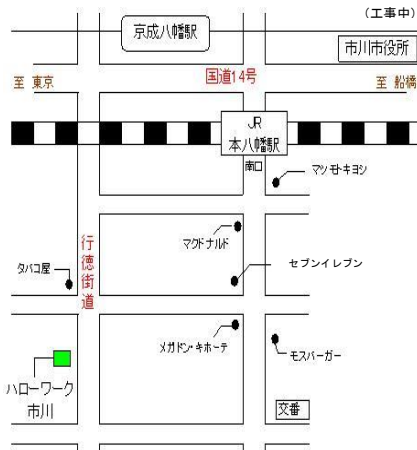 (工事中)
京成八幡駅
市川市役所
国道14号
至 東京
至 船橋
JR
本八幡駅
南口
マツモトキヨシ
行徳街道
マクドナルド
セブンイレブン
タバコ屋
メガドン・キホーテ
モスバーガー
ハローワーク
市川
交番